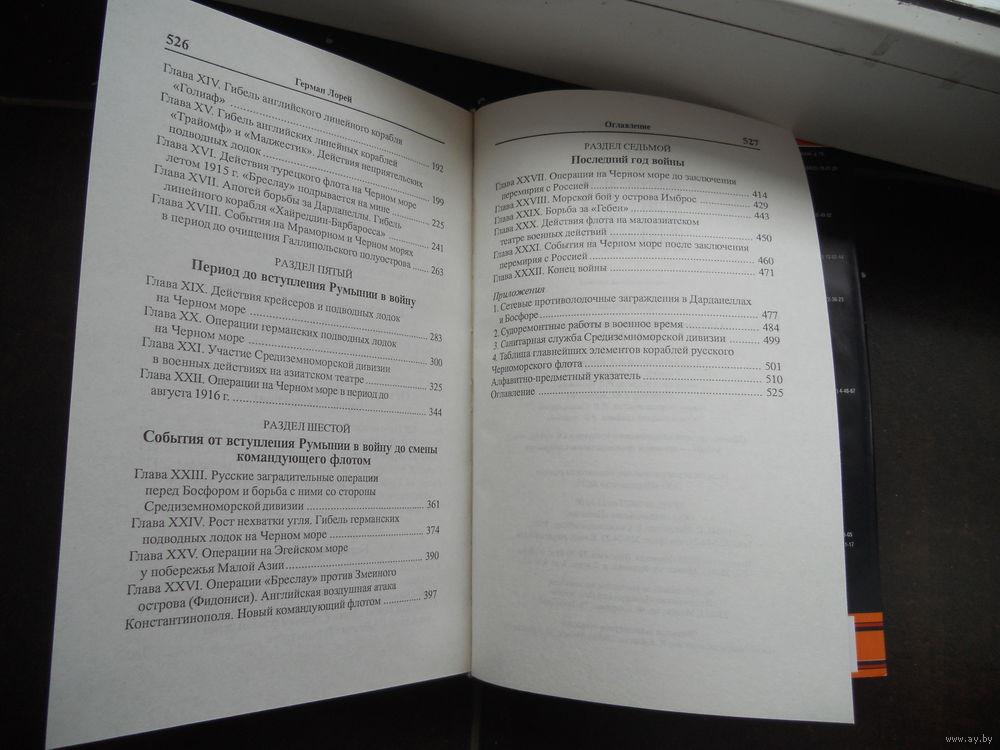 526
Герман Лорей
Глава XIV. Гибель английского линейного корабля
«Голиаф» 192
Глава XV. Гибель английских линейных кораблей
«Трайомф» и «Маджестик». Действия неприятельских
подводных лодок 199
Глава XVI. Действия турецкого флота на Черном море
летом 1915 г. «Бреслау» подрывается на мине 225
Глава XVII. Апогей борьбы за Дарданеллы. Гибель
линейного корабля «Хайреддин-Барбаросса» 241
Глава XVIII. События на Мраморном и Черном морях
в период до очищения Галлипольского полуострова 263
РАЗДЕЛ ПЯТЫЙ
Период до вступления Румынии в войну
Глава XIX. Действия крейсеров и подводных лодок
на Черном море 283
Глава XX. Операции германских подводных лодок
на Черном море 300
Глава XXI. Участие Средиземноморской дивизии
в военных действиях на азиатском театре 325
Глава XXII. Операции на Черном море в период до
августа 1916 г. 344
РАЗДЕЛ ШЕСТОЙ
События от вступления Румынии в войну до смены
командующего флотом
Глава XXIII. Русские заградительные операции
перед Босфором и борьба с ними со стороны
Средиземноморской дивизии 361
Глава XXIV. Рост нехватки угля. Гибель германских
подводных лодок на Черном море 374
Глава XXV. Операции на Эгейском море
у побережья Малой Азии 390
Глава XXVI. Операции «Бреслау» против Змеиного
острова (Фидониси). Английская воздушная атака
Константинополя. Новый командующий флотом 397
Оглавление
527
РАЗДЕЛ СЕДЬМОЙ
Последний год войны
Глава XXVII. Операции на Черном море до заключения
перемирия с Россией 414
Глава XXVIII. Морской бой у острова Имброс 429
Глава XXIX. Борьба за «Гебен» 443
Глава XXX. Действия флота на малоазиатском
театре военных действий 450
Глава XXXI. События на Черном море после заключения
перемирия с Россией 460
Глава XXXII. Конец войны 471
Приложения
1. Сетевые противолодочные заграждения в Дарданеллах
и Босфоре 477
2. Судоремонтные работы в военное время 484
3. Санитарная служба Средиземноморской дивизии 499
4. Таблица главнейших элементов кораблей русского
Черноморского флота 501
Алфавитно-предметный указатель 510
Оглавление 525
www.ay.by